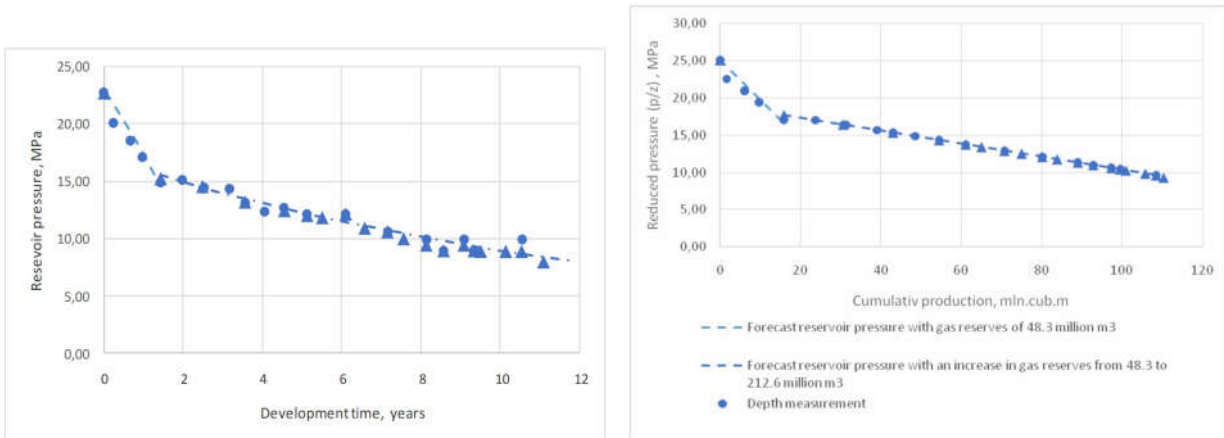 25,00
20,00
15,00
10,00
5,00
0,00
Resevoir pressure, MPa
0 2 4 6 8 10 12
Development time, years
30,00
25,00
20,00
15,00
10,00
5,00
0,00
Reduced pressure (p/z) , MPa
0 20 40 60 80 100 120
Cumulativ production, mln.cub.m
Forecast reservoir pressure with gas reserves of 48.3 million m3
Forecast reservoir pressure with an increase in gas reserves from 48.3 to
212.6 million m3
Depth measurement